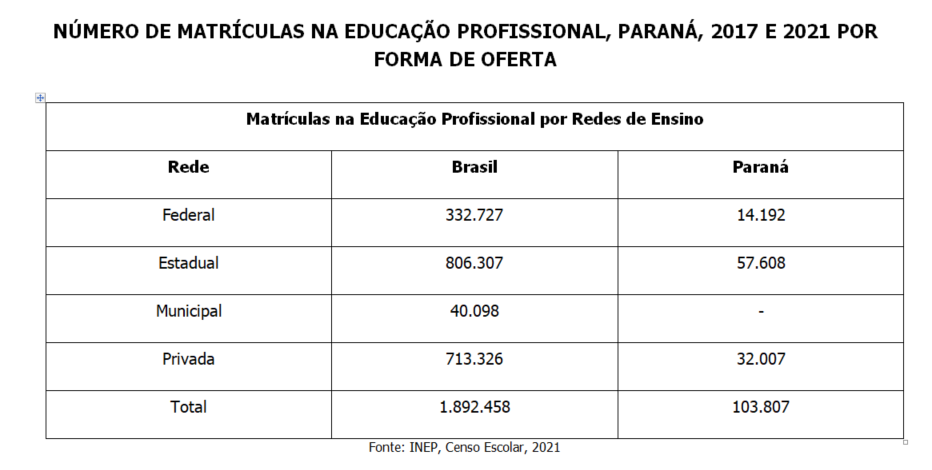 NÚMERO DE MATRÍCULAS NA EDUCAÇÃO PROFISSIONAL, PARANÁ, 2017 E 2021 POR
FORMA DE OFERTA
Matrículas na Educação Profissional por Redes de Ensino
Rede Brasil Paraná
Federal 332.727 14.192
Estadual 806.307 57.608
Municipal 40.098 -
Privada 713.326 32.007
Total 1.892.458 103.807
Fonte: INEP, Censo Escolar, 2021